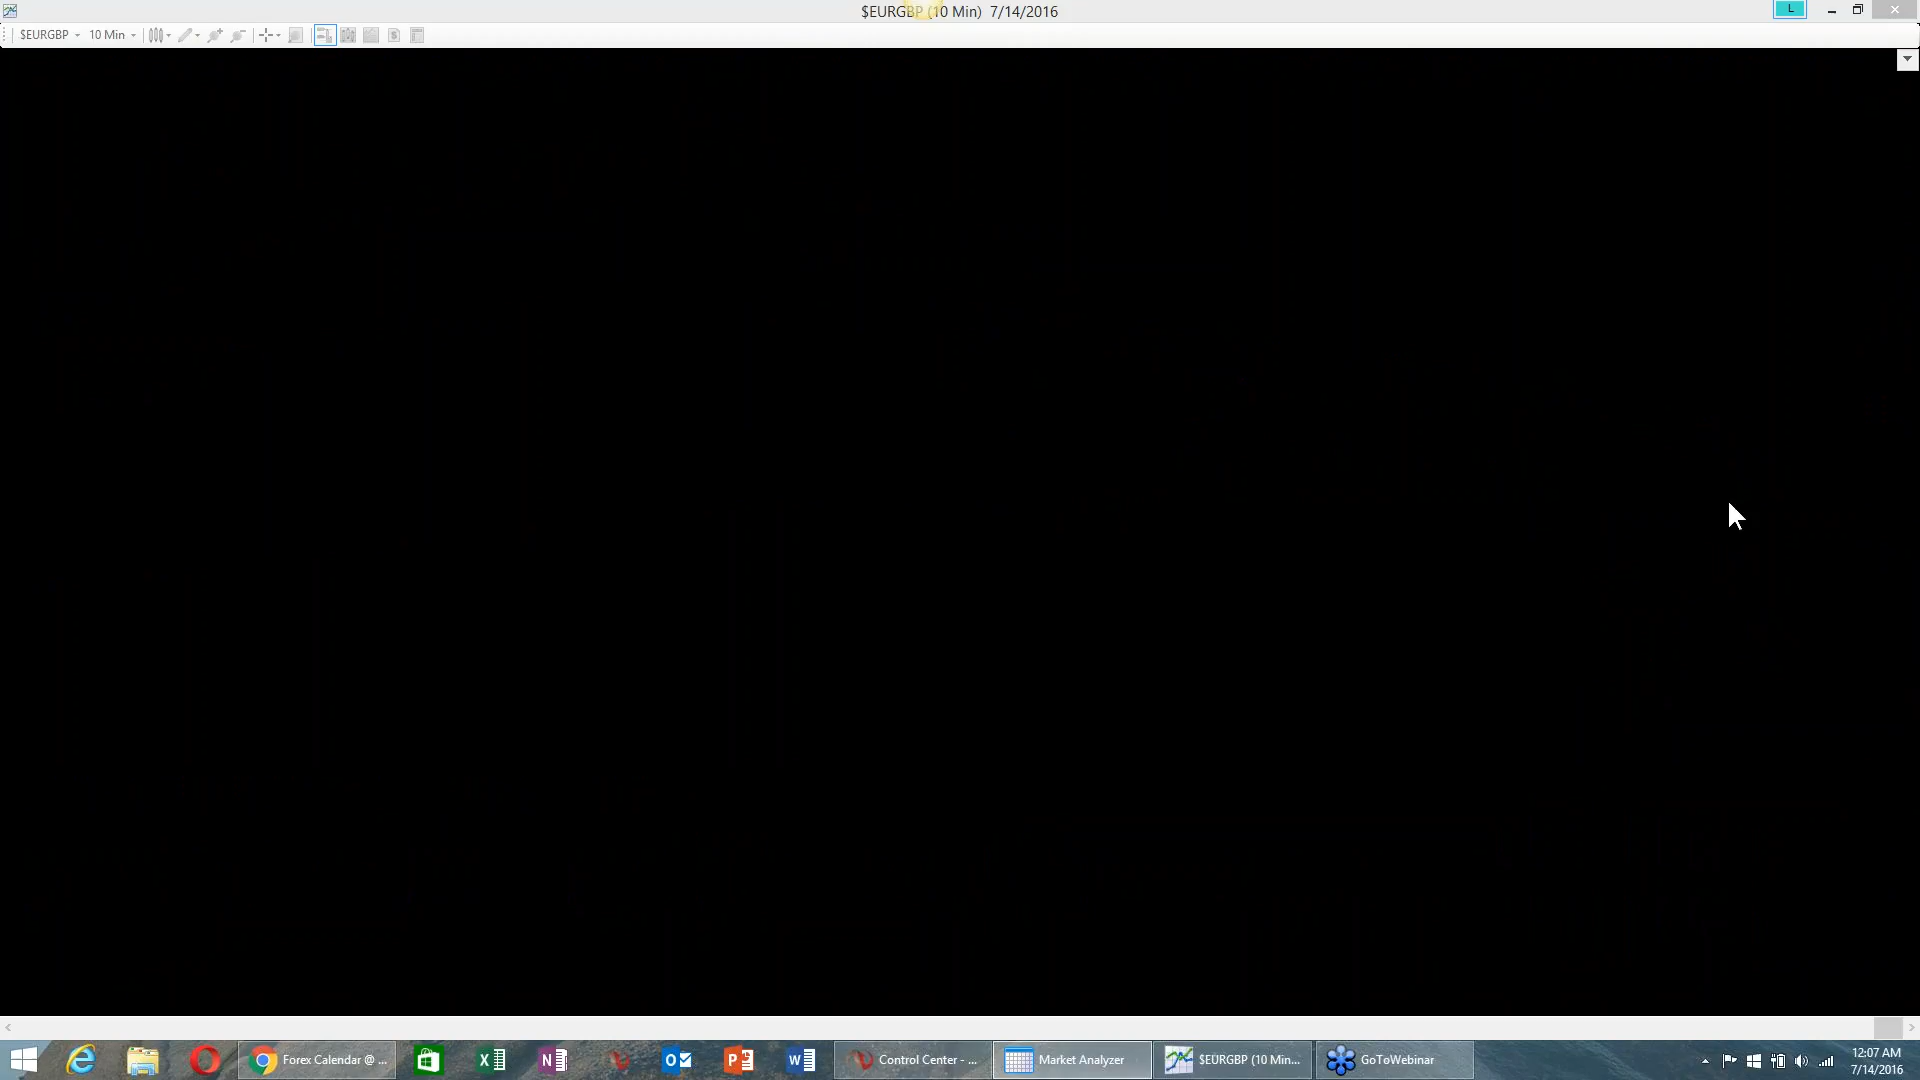 $EURGBP (10 Min)  7/14/2016
L
$EURGBP
10 Min
Forex Calendar @ ...
Control Center - ...
Market Analyzer
$EURGBP (10 Min...
GoToWebinar
12:07 AM
7/14/2016